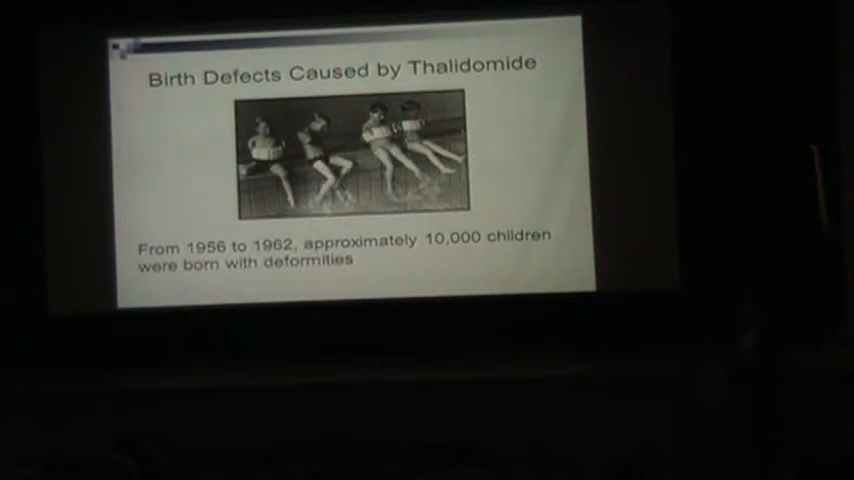 Birth Defects Caused by Thalidomide
From 1956 to 1962, approximately 10,000 children
were born with deformities